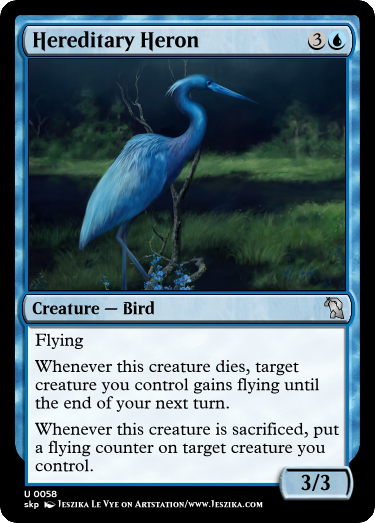 Hereditary Heron 3
Creature — Bird
Flying
Whenever this creature dies, target
creature you control gains flying until
the end of your next turn.
Whenever this creature is sacrificed, put
a flying counter on target creature you
control.
3/3
U 0058
skp Jeszika Le Vye on Artstation/www.Jeszika.com